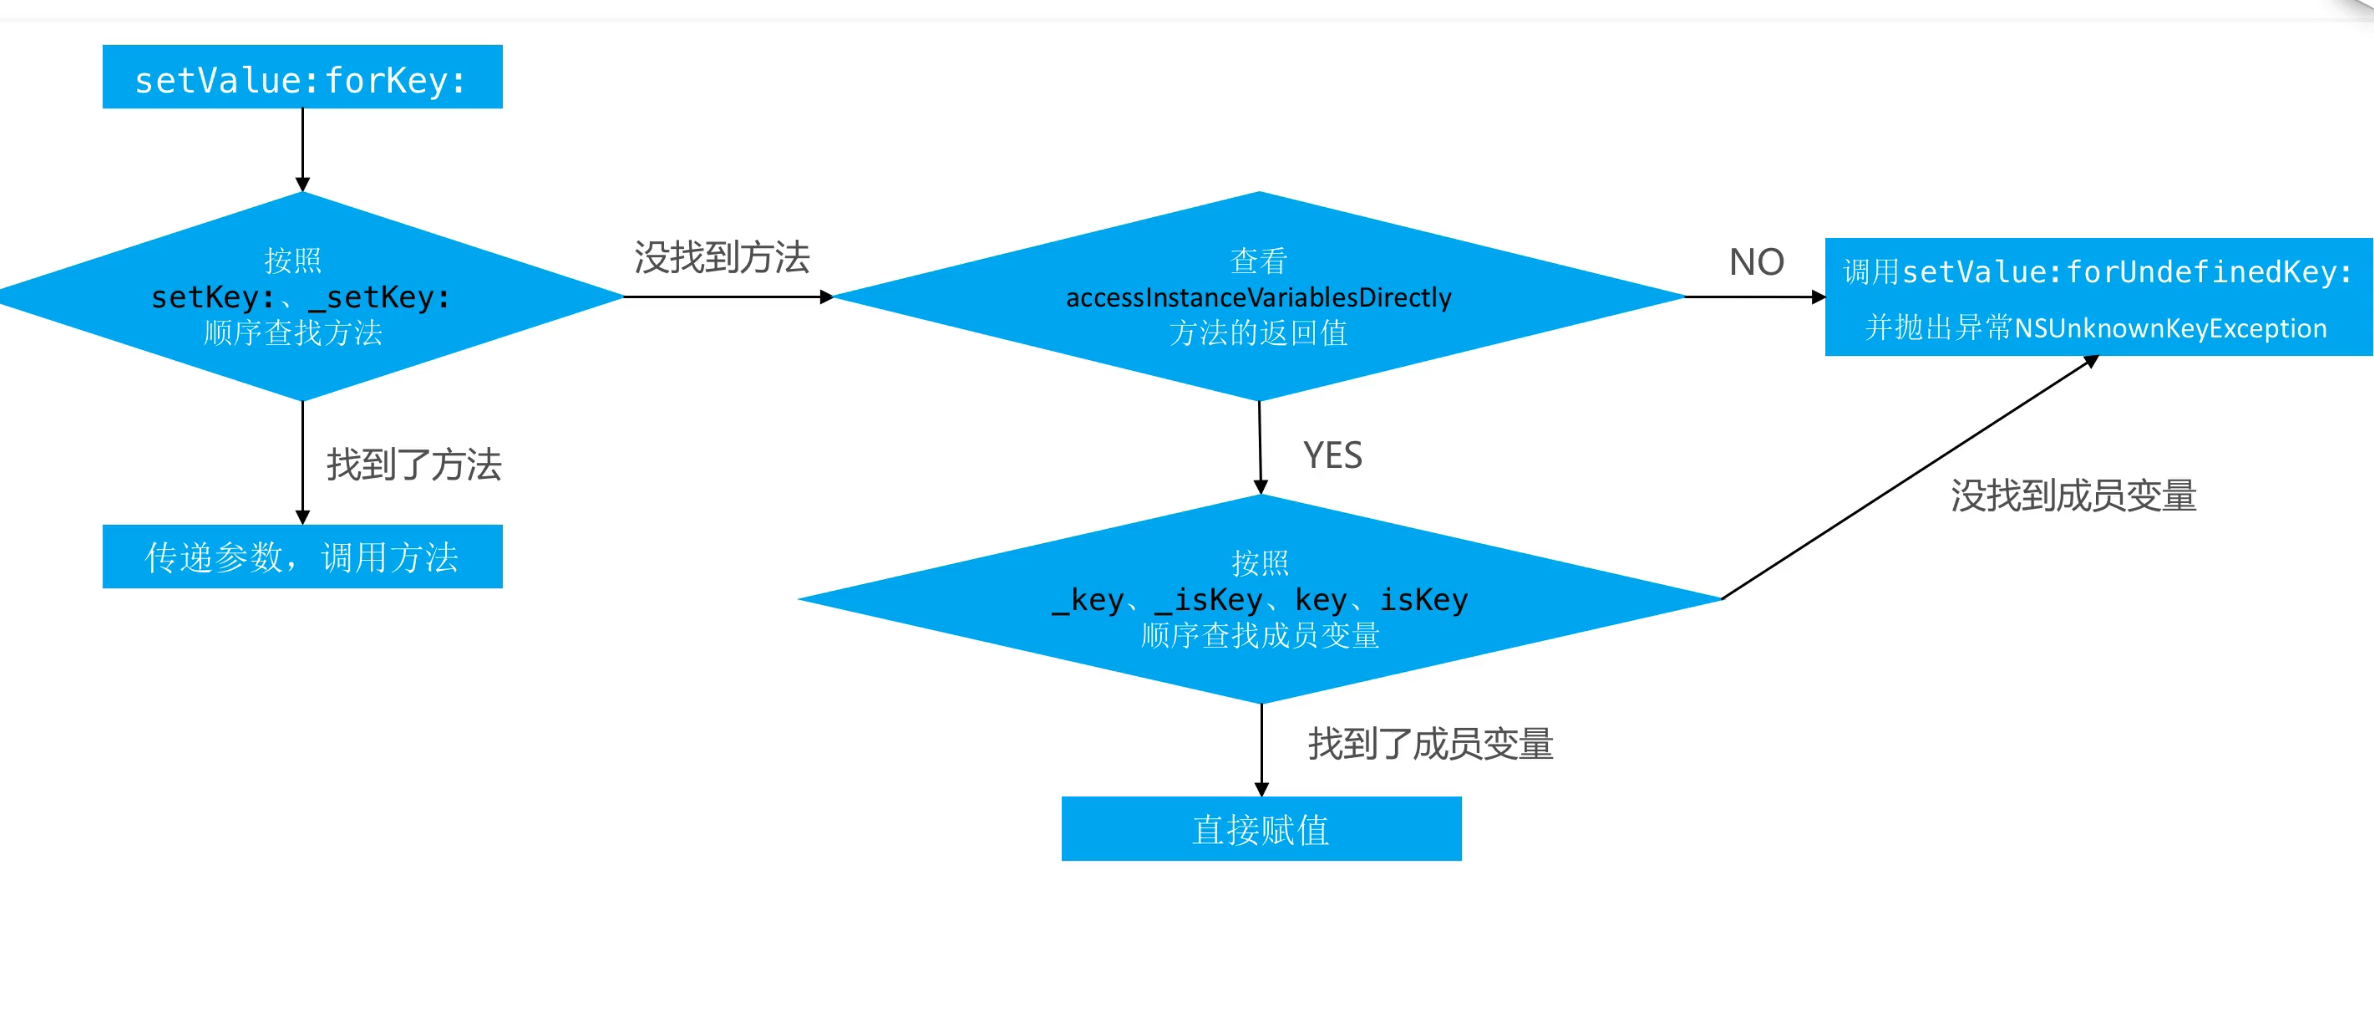 setValue:forKey:
按照
setKey:、_setKey:
顺序查找方法
没找到方法
查看
accessInstanceVariablesDirectly
方法的返回值
NO
调用setValue:forUndefinedKey:
并抛出异常NSUnknownKeyException
找到了方法
YES
没找到成员变量
传递参数，调用方法
按照
_key、_isKey、key、isKey
顺序查找成员变量
找到了成员变量
直接赋值